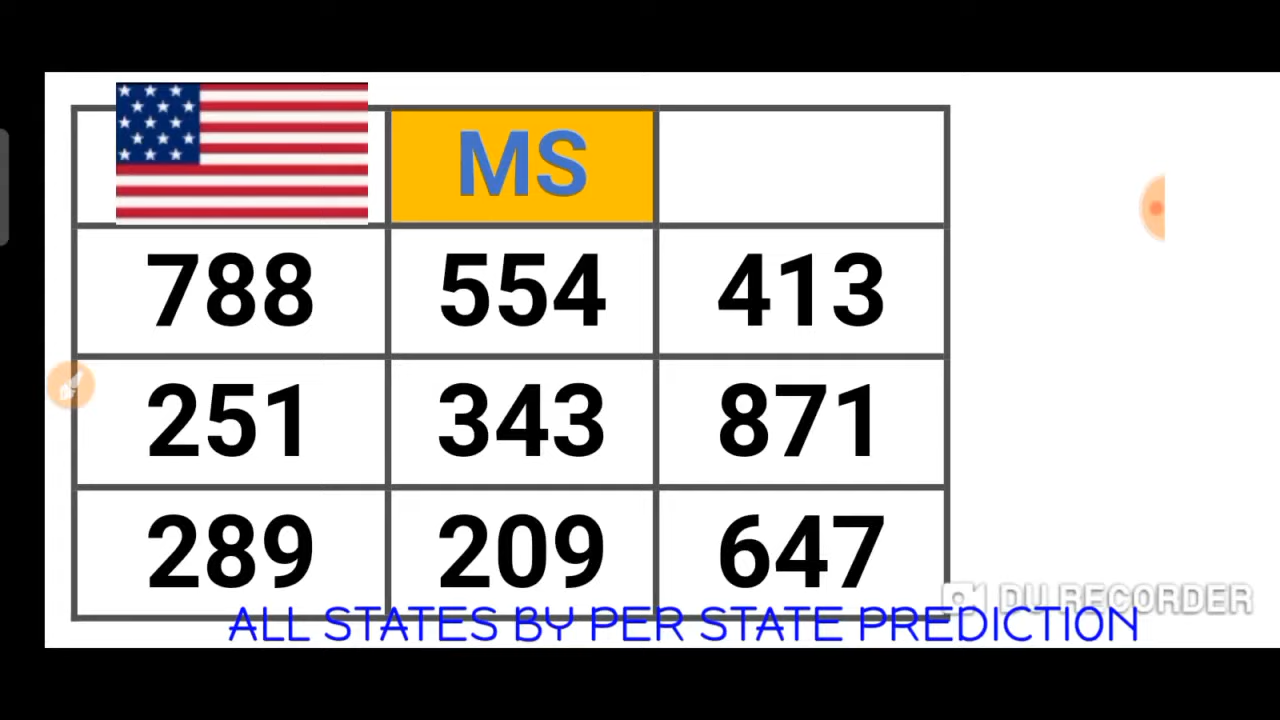 MS
788 554 413
251 343 871
289 209 647
DU RECORDER
ALL STATES BY PER STATE PREDICTION